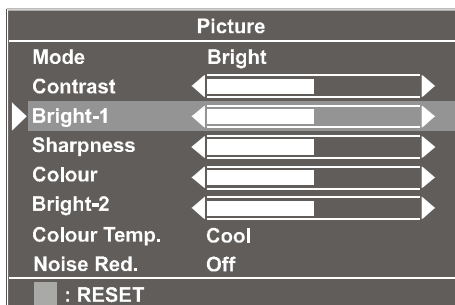 Picture
Mode Bright
Contrast
Bright-1
Sharpness
Colour
Bright-2
Colour Temp. Cool
Noise Red. Off
: RESET